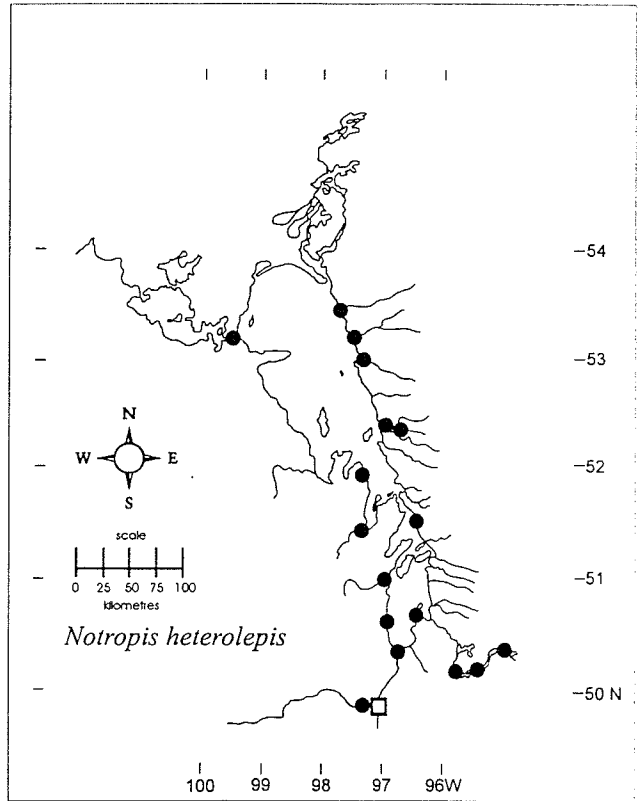 –54
–53
N
W E
S
–52
scale
0 25 50 75 100
kilometres
–51
Notropis heterolepis
–50 N
100 99 98 97 96W